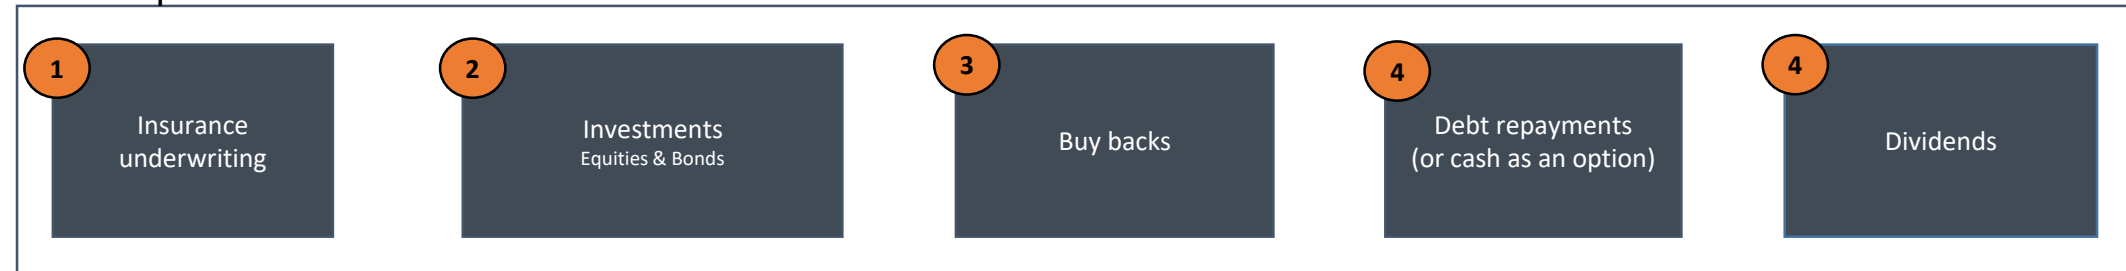 1
Insurance
underwriting
2
Investments
Equities & Bonds
3
Buy backs
4
Debt repayments
(or cash as an option)
4
Dividends